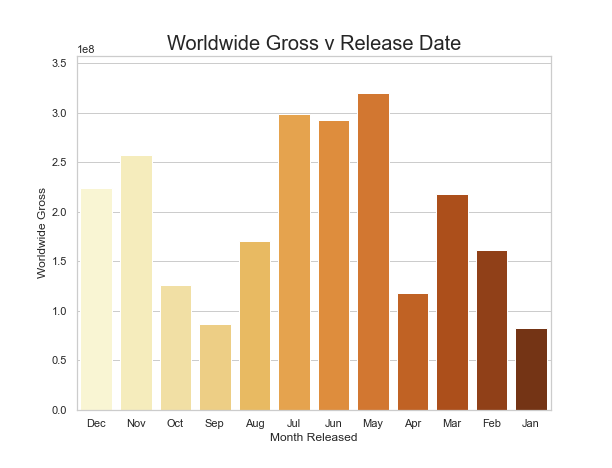 Worldwide Gross v Release Date
1e8
3.5
3.0
2.5
2.0
1.5
1.0
0.5
0.0
Worldwide Gross
Dec Nov Oct Sep Aug Jul Jun May Apr Mar Feb Jan
Month Released